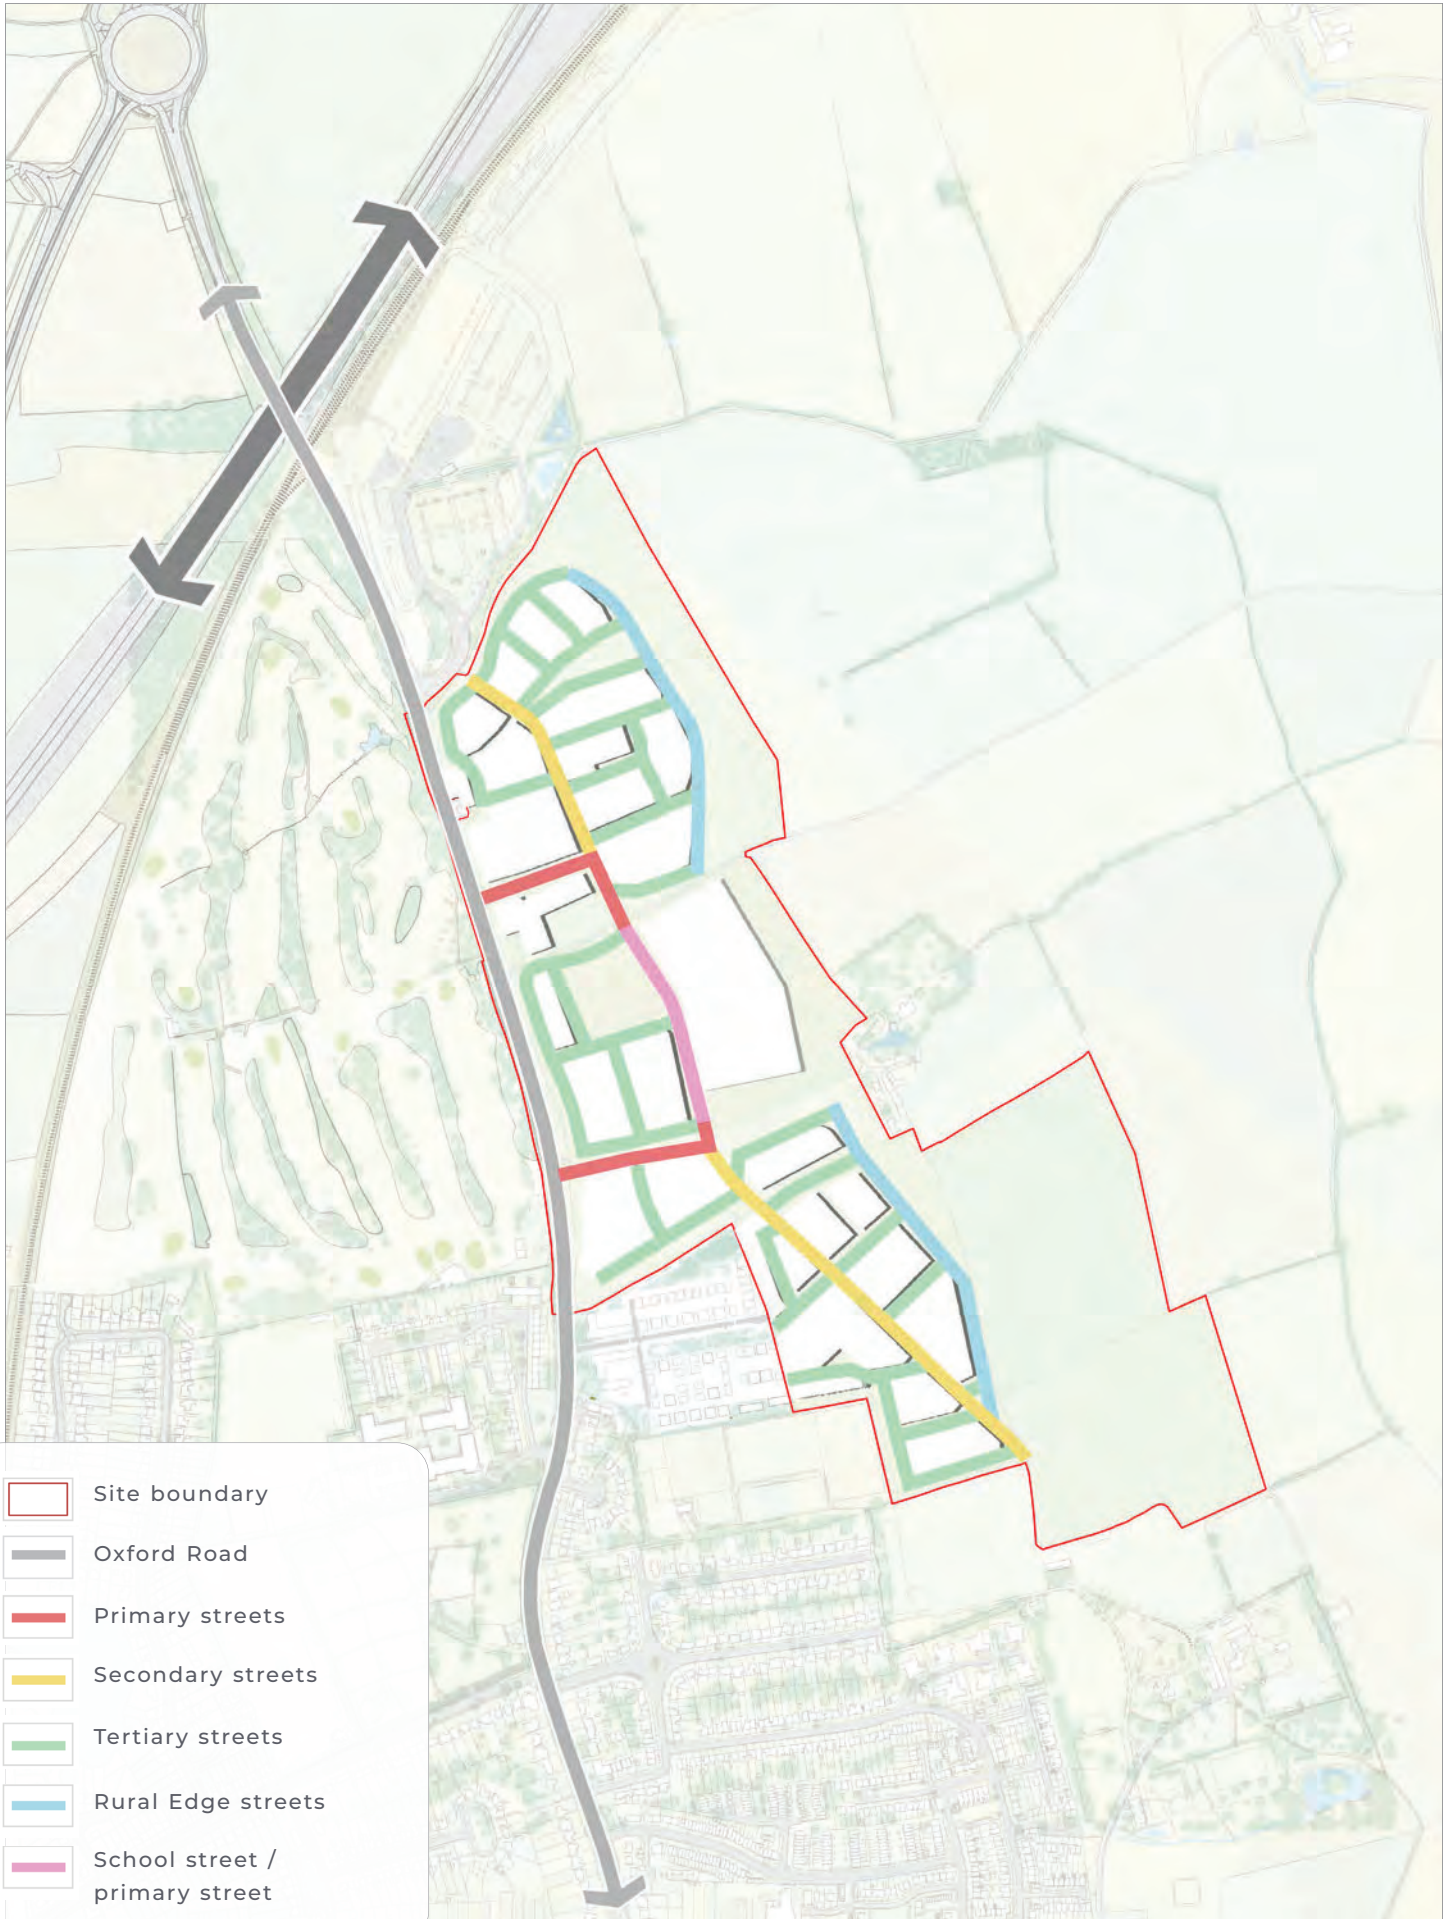 Site boundary
Oxford Road
Primary streets
Secondary streets
Tertiary streets
Rural Edge streets
School street /
primary street